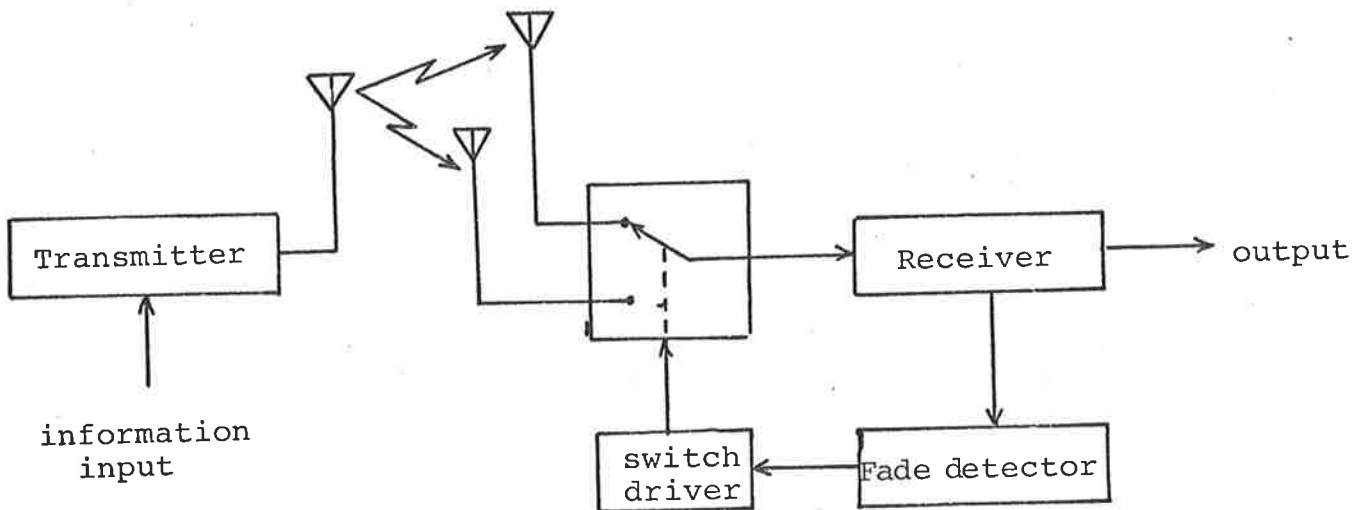 Transmitter
Receiver
output
information
input
switch
driver
Fade detector